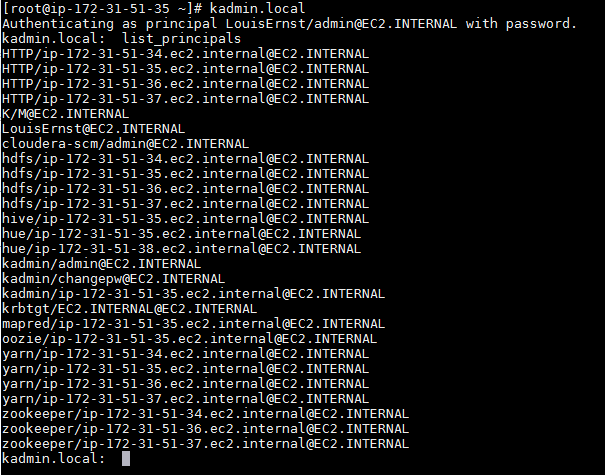 [root@ip-172-31-51-35 ~]# kadmin.local
Authenticating as principal LouisErnst/admin@EC2.INTERNAL with password.
kadmin.local:  list_principals
HTTP/ip-172-31-51-34.ec2.internal@EC2.INTERNAL
HTTP/ip-172-31-51-35.ec2.internal@EC2.INTERNAL
HTTP/ip-172-31-51-36.ec2.internal@EC2.INTERNAL
HTTP/ip-172-31-51-37.ec2.internal@EC2.INTERNAL
K/M@EC2.INTERNAL
LouisErnst@EC2.INTERNAL
cloudera-scm/admin@EC2.INTERNAL
hdfs/ip-172-31-51-34.ec2.internal@EC2.INTERNAL
hdfs/ip-172-31-51-35.ec2.internal@EC2.INTERNAL
hdfs/ip-172-31-51-36.ec2.internal@EC2.INTERNAL
hdfs/ip-172-31-51-37.ec2.internal@EC2.INTERNAL
hive/ip-172-31-51-35.ec2.internal@EC2.INTERNAL
hue/ip-172-31-51-35.ec2.internal@EC2.INTERNAL
hue/ip-172-31-51-38.ec2.internal@EC2.INTERNAL
kadmin/admin@EC2.INTERNAL
kadmin/changepw@EC2.INTERNAL
kadmin/ip-172-31-51-35.ec2.internal@EC2.INTERNAL
krbtgt/EC2.INTERNAL@EC2.INTERNAL
mapred/ip-172-31-51-35.ec2.internal@EC2.INTERNAL
oozie/ip-172-31-51-35.ec2.internal@EC2.INTERNAL
yarn/ip-172-31-51-34.ec2.internal@EC2.INTERNAL
yarn/ip-172-31-51-35.ec2.internal@EC2.INTERNAL
yarn/ip-172-31-51-36.ec2.internal@EC2.INTERNAL
yarn/ip-172-31-51-37.ec2.internal@EC2.INTERNAL
zookeeper/ip-172-31-51-34.ec2.internal@EC2.INTERNAL
zookeeper/ip-172-31-51-36.ec2.internal@EC2.INTERNAL
zookeeper/ip-172-31-51-37.ec2.internal@EC2.INTERNAL
kadmin.local: